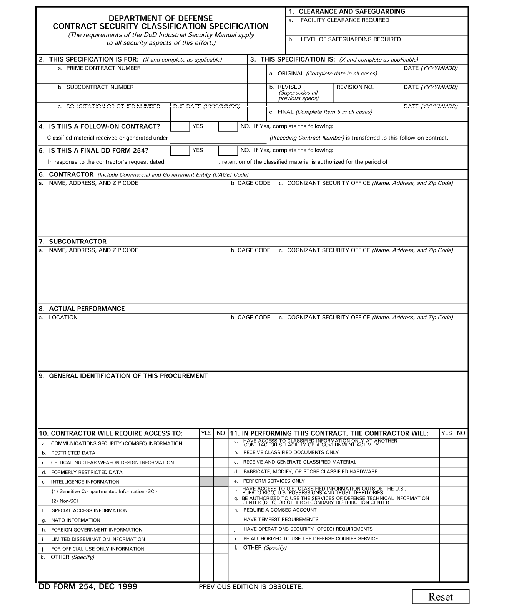 DEPARTMENT OF DEFENSE
CONTRACT SECURITY CLASSIFICATION SPECIFICATION
(The requirements of the DoD Industrial Security Manual apply
to all security aspects of this effort.)
1. CLEARANCE AND SAFEGUARDING
a. FACILITY CLEARANCE REQUIRED
b. LEVEL OF SAFEGUARDING REQUIRED
2. THIS SPECIFICATION IS FOR: (X and complete as applicable)
3. THIS SPECIFICATION IS: (X and complete as applicable)
a. PRIME CONTRACT NUMBER
a. ORIGINAL (Complete date in all cases)
DATE (YYYYMMDD)
b. SUBCONTRACT NUMBER
b. REVISED
(Supersedes all
previous specs)
REVISION NO.
DATE (YYYYMMDD)
c. SOLICITATION OR OTHER NUMBER
DUE DATE (YYYYMMDD)
c. FINAL (Complete Item 5 in all cases)
DATE (YYYYMMDD)
4. IS THIS A FOLLOW-ON CONTRACT?
YES
NO. If Yes, complete the following:
Classified material received or generated under
(Preceding Contract Number) is transferred to this follow-on contract.
5. IS THIS A FINAL DD FORM 254?
YES
NO. If Yes, complete the following:
In response to the contractor's request dated
, retention of the classified material is authorized for the period of
6. CONTRACTOR (Include Commercial and Government Entity (CAGE) Code)
a. NAME, ADDRESS, AND ZIP CODE
b. CAGE CODE
c. COGNIZANT SECURITY OFFICE (Name, Address, and Zip Code)
7. SUBCONTRACTOR
a. NAME, ADDRESS, AND ZIP CODE
b. CAGE CODE
c. COGNIZANT SECURITY OFFICE (Name, Address, and Zip Code)
8. ACTUAL PERFORMANCE
a. LOCATION
b. CAGE CODE
c. COGNIZANT SECURITY OFFICE (Name, Address, and Zip Code)
9. GENERAL IDENTIFICATION OF THIS PROCUREMENT
10. CONTRACTOR WILL REQUIRE ACCESS TO:
YES
NO
11. IN PERFORMING THIS CONTRACT, THE CONTRACTOR WILL:
YES
NO
a. COMMUNICATIONS SECURITY (COMSEC) INFORMATION
a. HAVE ACCESS TO CLASSIFIED INFORMATION ONLY AT ANOTHER
CONTRACTOR'S FACILITY OR A GOVERNMENT ACTIVITY
b. RESTRICTED DATA
b. RECEIVE CLASSIFIED DOCUMENTS ONLY
c. CRITICAL NUCLEAR WEAPON DESIGN INFORMATION
c. RECEIVE AND GENERATE CLASSIFIED MATERIAL
d. FORMERLY RESTRICTED DATA
d. FABRICATE, MODIFY, OR STORE CLASSIFIED HARDWARE
e. INTELLIGENCE INFORMATION
e. PERFORM SERVICES ONLY
(1) Sensitive Compartmented Information (SCI)
f. HAVE ACCESS TO U.S. CLASSIFIED INFORMATION OUTSIDE THE U.S.,
PUERTO RICO, U.S. POSSESSIONS AND TRUST TERRITORIES
(2) Non-SCI
g. BE AUTHORIZED TO USE THE SERVICES OF DEFENSE TECHNICAL INFORMATION
CENTER (DTIC) OR OTHER SECONDARY DISTRIBUTION CENTER
f. SPECIAL ACCESS INFORMATION
h. REQUIRE A COMSEC ACCOUNT
g. NATO INFORMATION
i. HAVE TEMPEST REQUIREMENTS
h. FOREIGN GOVERNMENT INFORMATION
j. HAVE OPERATIONS SECURITY (OPSEC) REQUIREMENTS
i. LIMITED DISSEMINATION INFORMATION
k. BE AUTHORIZED TO USE THE DEFENSE COURIER SERVICE
j. FOR OFFICIAL USE ONLY INFORMATION
l. OTHER (Specify)
k. OTHER (Specify)
DD FORM 254, DEC 1999
PREVIOUS EDITION IS OBSOLETE.
Reset